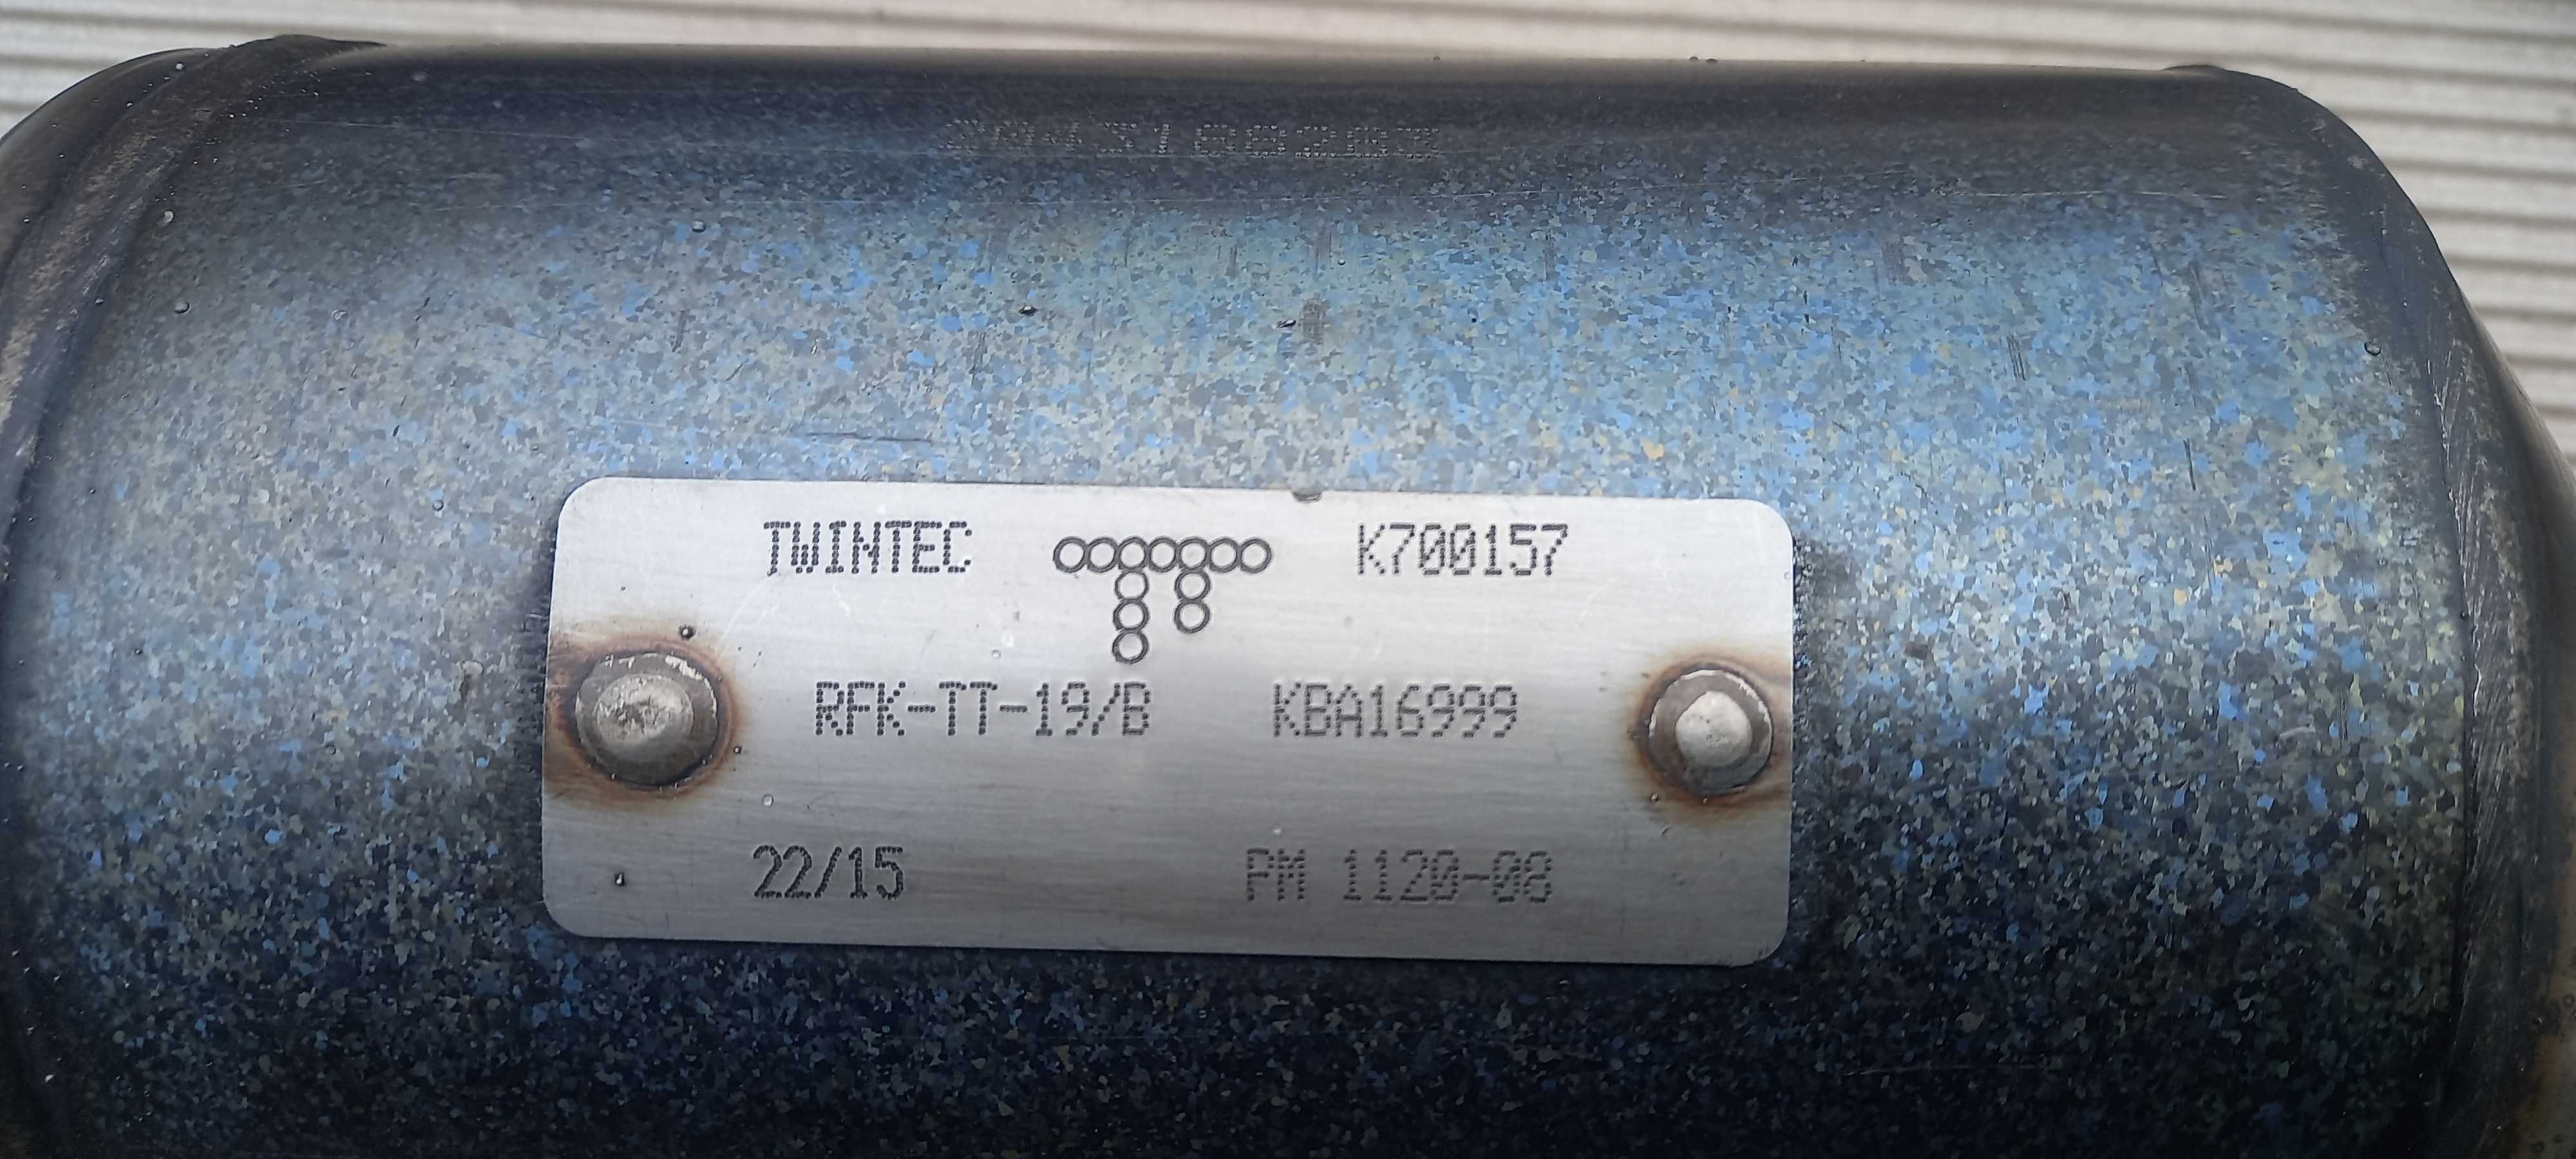 TWINTEC K700157
RFK-TT-19/B KBA16999
22/15 PM 1120-08